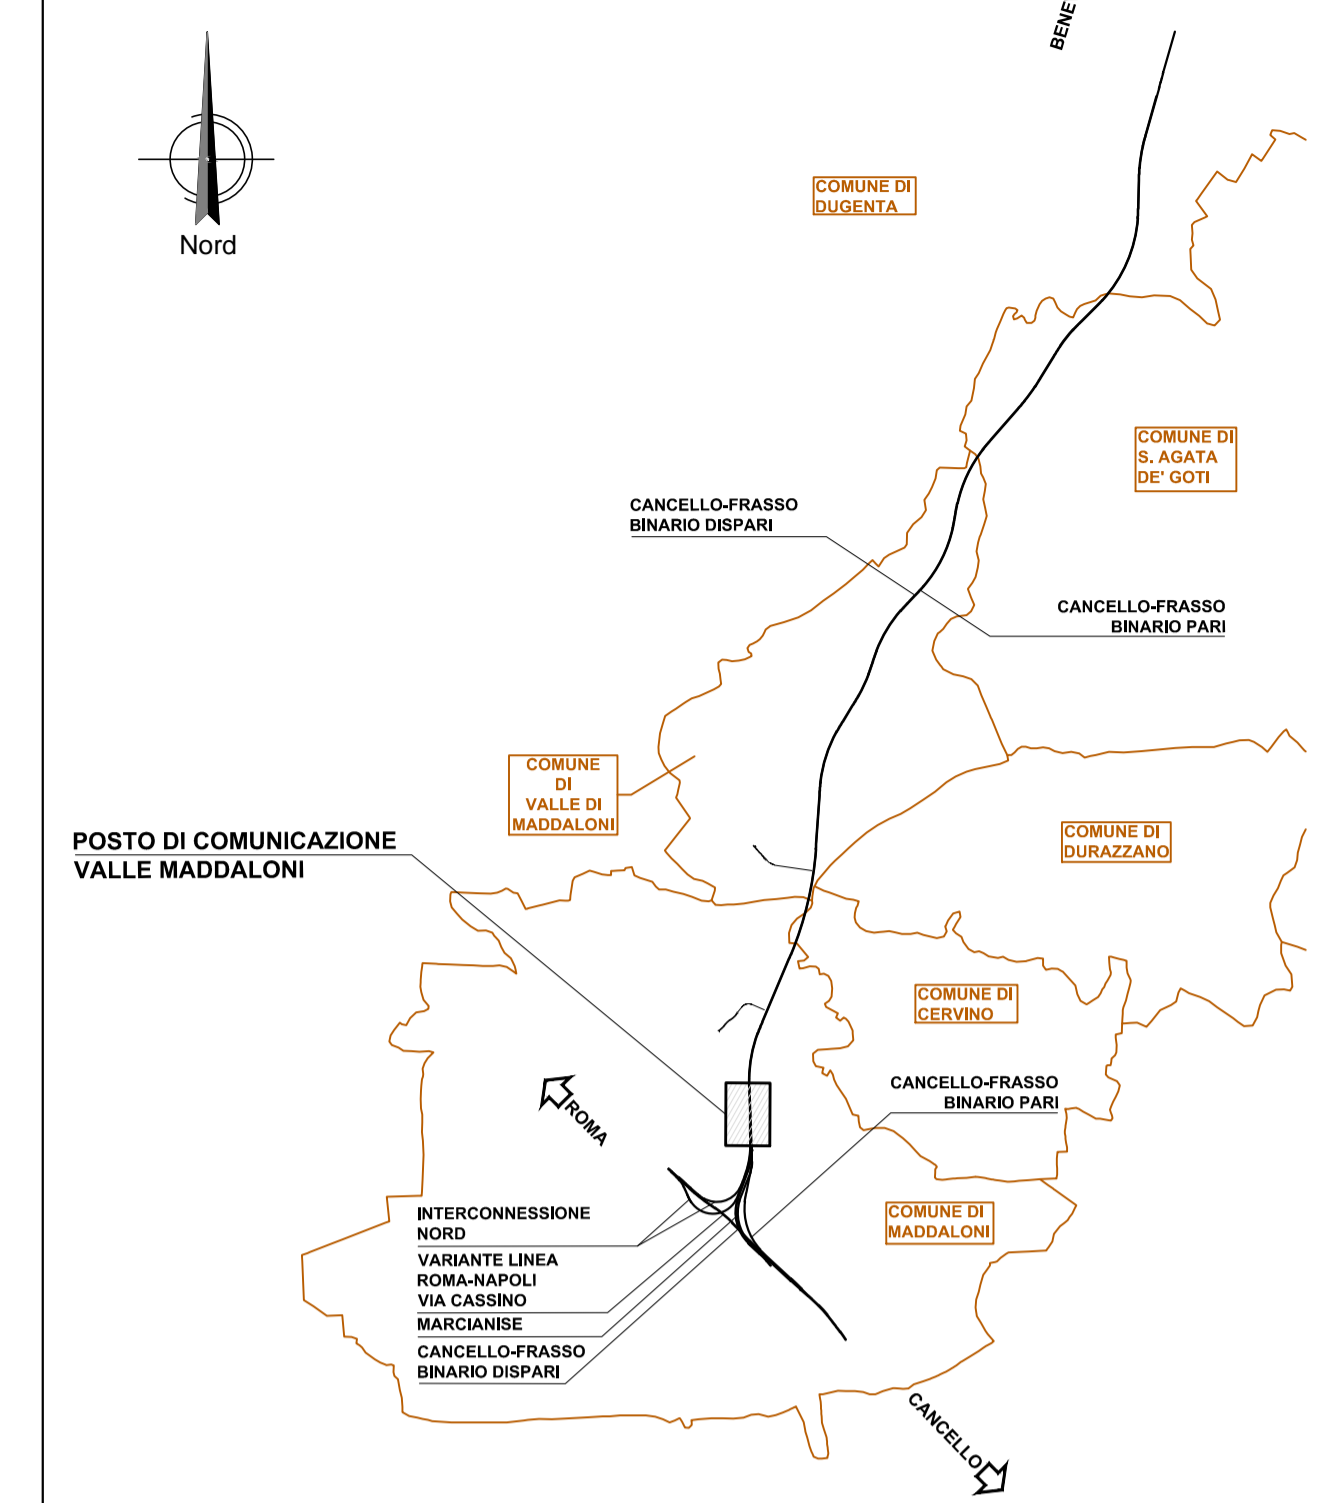 BENE
Nord
COMUNE DI
DUGENTA
COMUNE DI
S. AGATA
DE' GOTI
CANCELLO-FRASSO
BINARIO DISPARI
CANCELLO-FRASSO
BINARIO PARI
COMUNE
DI
VALLE DI
MADDALONI
POSTO DI COMUNICAZIONE
VALLE MADDALONI
COMUNE DI
DURAZZANO
COMUNE DI
CERVINO
CANCELLO-FRASSO
BINARIO PARI
ROMA
INTERCONNESSIONE
NORD
VARIANTE LINEA
ROMA-NAPOLI
VIA CASSINO
MARCIANISE
CANCELLO-FRASSO
BINARIO DISPARI
COMUNE DI
MADDALONI
CANCELLO